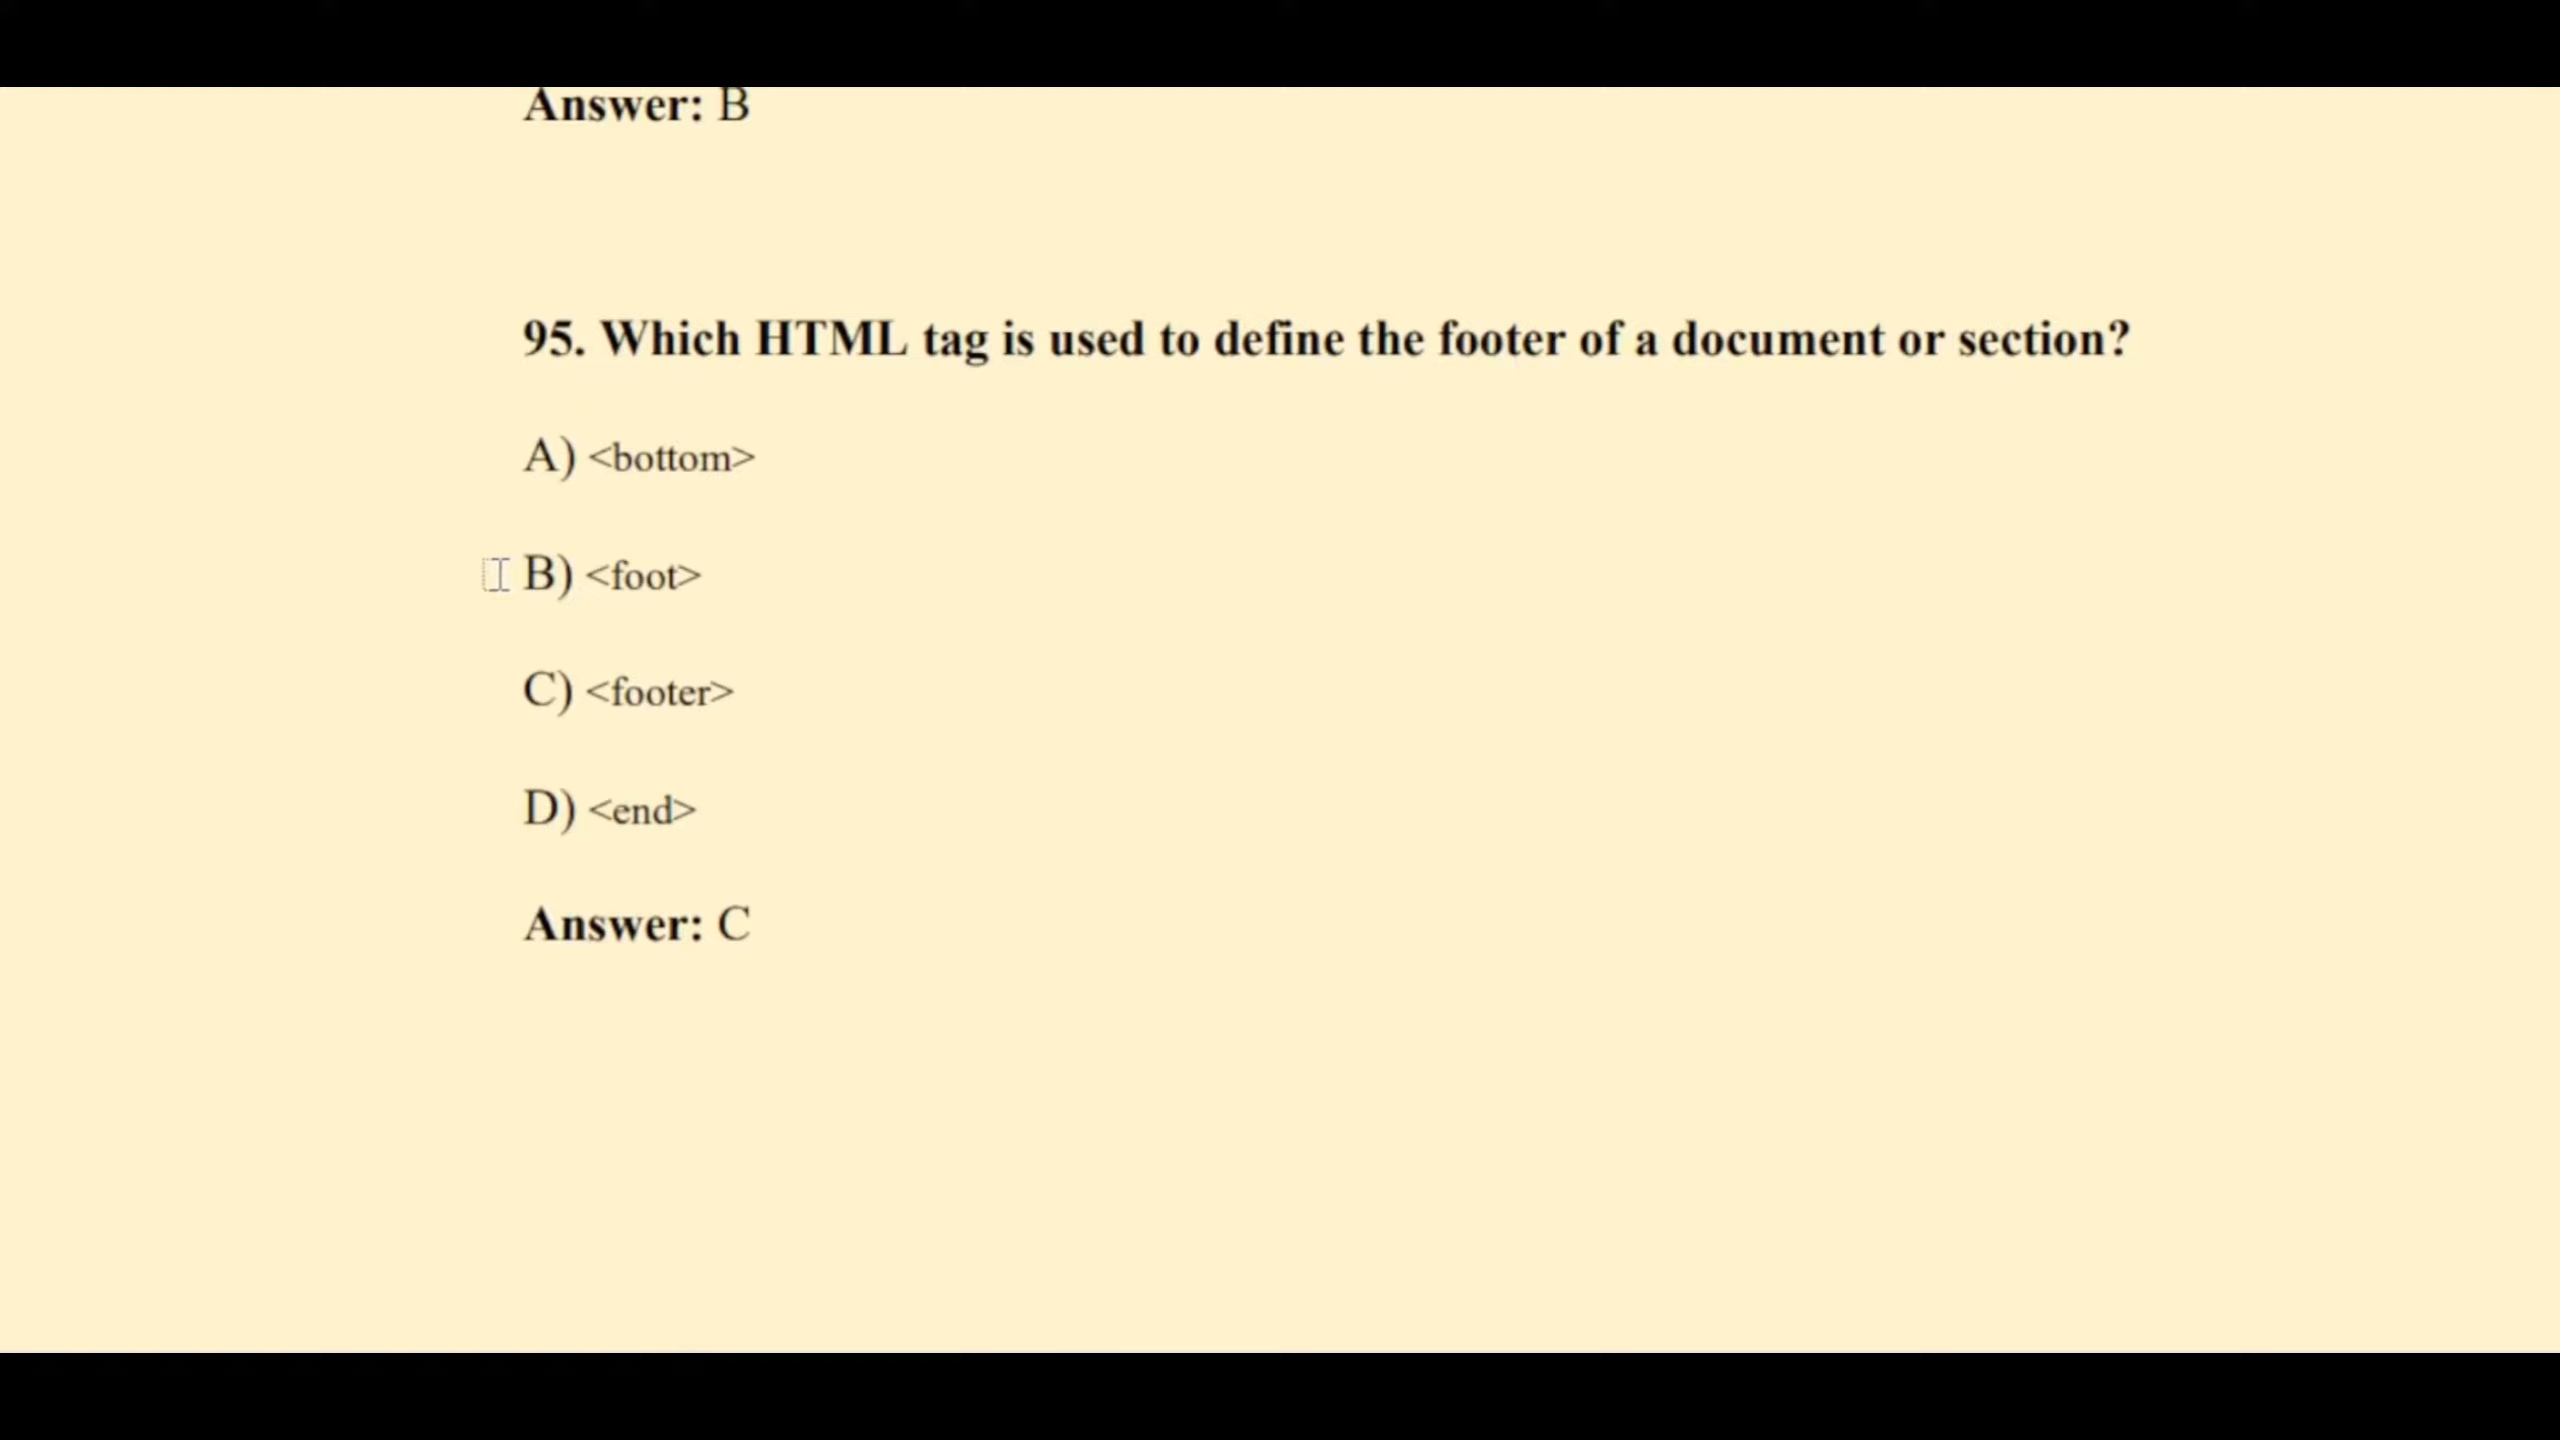 Answer: B
95. Which HTML tag is used to define the footer of a document or section?
A) <bottom>
B) <foot>
C) <footer>
D) <end>
Answer: C